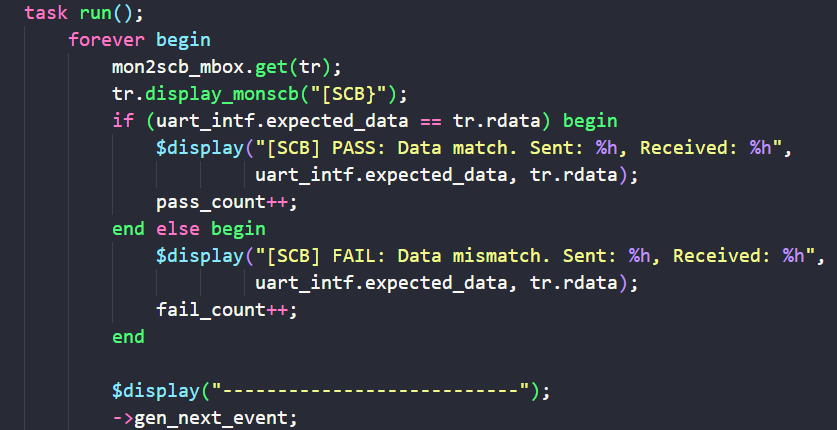 task run();
    forever begin
        mon2scb_mbox.get(tr);
        tr.display_monscb("[SCB}");
        if (uart_intf.expected_data == tr.rdata) begin
            $display("[SCB] PASS: Data match. Sent: %h, Received: %h",
                     uart_intf.expected_data, tr.rdata);
            pass_count++;
        end else begin
            $display("[SCB] FAIL: Data mismatch. Sent: %h, Received: %h",
                     uart_intf.expected_data, tr.rdata);
            fail_count++;
        end

        $display("---------------------------");
        ->gen_next_event;